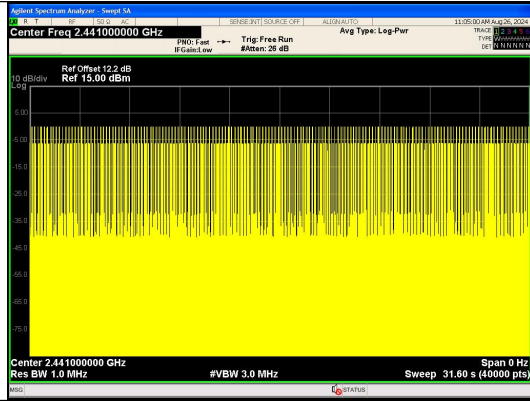 Agilent Spectrum Analyzer - Swept SA
R T RF 50 Ω AC SENSE:INT SOURCE OFF ALIGN AUTO 11:05:00 AM Aug 26, 2024
Center Freq 2.441000000 GHz Avg Type: Log-Pwr TRACE 1 2 3 4 5 6
PNO: Fast Trig: Free Run TYPE
IFGain:Low #Atten: 26 dB DET N N N N N N
Ref Offset 12.2 dB
10 dB/div Ref 15.00 dBm
Log
5.00
-5.00
-15.0
-25.0
-35.0
-45.0
-55.0
-65.0
-75.0
Center 2.441000000 GHz Span 0 Hz
Res BW 1.0 MHz #VBW 3.0 MHz Sweep 31.60 s (40000 pts)
MSG STATUS